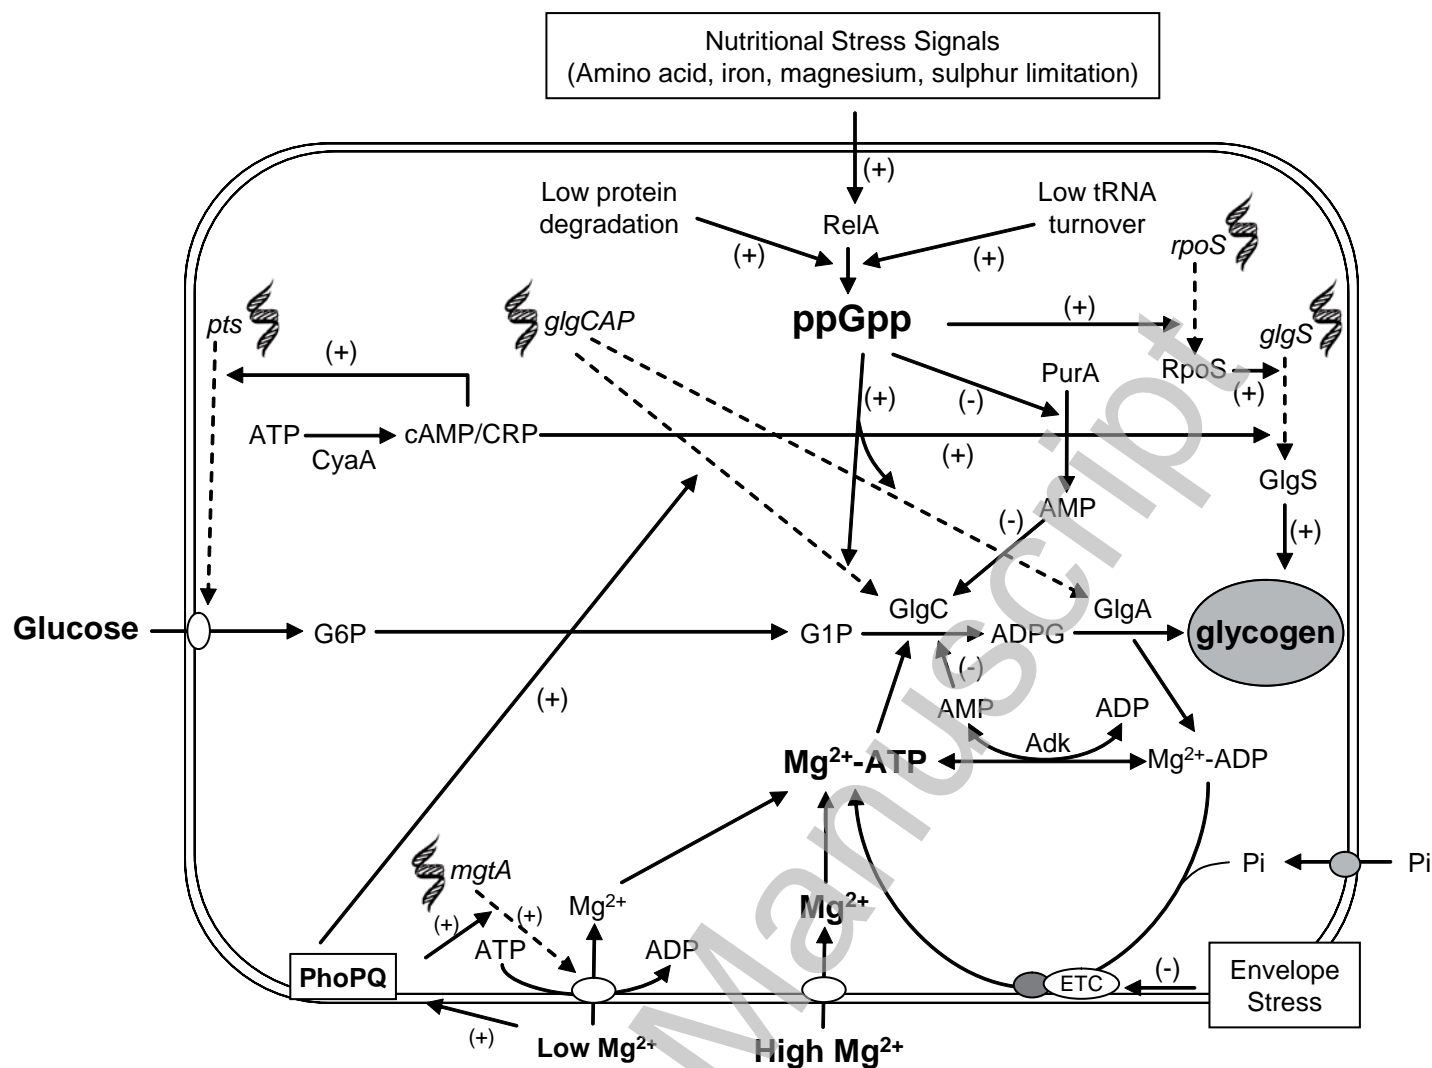 Nutritional Stress Signals
(Amino acid, iron, magnesium, sulphur limitation)
(+)
Low protein
degradation
RelA
Low tRNA
turnover
(+)
(+)
rpoS
ppGpp
(+)
pts
glgCAP
glgS
(+)
(+)
(-)
PurA
RpoS
(+)
ATP
CyaA
cAMP/CRP
(+)
GlgS
AMP
(-)
(+)
GlgC
GlgA
Glucose
G6P
G1P
ADPG
glycogen
(+)
(-)
AMP
ADP
Adk
Mg²⁺-ATP
Mg²⁺-ADP
mgtA
(+)
(+)
Mg²⁺
Mg²⁺
Pi
Pi
ATP
ADP
PhoPQ
ETC
(-)
Envelope
Stress
(+)
Low Mg²⁺
High Mg²⁺
Manuscript